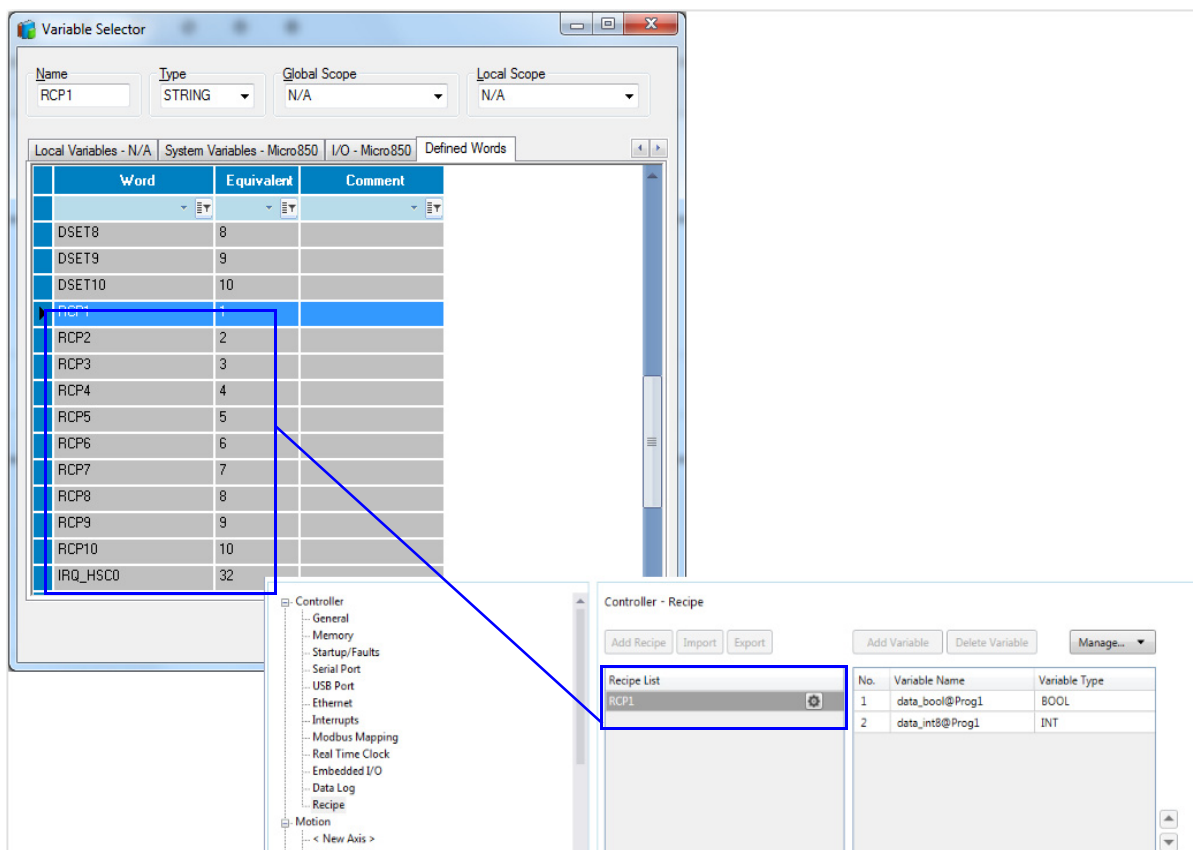 Variable Selector
Name Type Global Scope Local Scope
RCP1 STRING N/A N/A
Local Variables - N/A System Variables - Micro850 I/O - Micro850 Defined Words
Word Equivalent Comment
DSET8 8
DSET9 9
DSET10 10
RCP1 1
RCP2 2
RCP3 3
RCP4 4
RCP5 5
RCP6 6
RCP7 7
RCP8 8
RCP9 9
RCP10 10
IRQ_HSC0 32
Controller
General
Memory
Startup/Faults
Serial Port
USB Port
Ethernet
Interrupts
Modbus Mapping
Real Time Clock
Embedded I/O
Data Log
Recipe
Motion
< New Axis >
Controller - Recipe
Add Recipe Import Export Add Variable Delete Variable Manage...
Recipe List
RCP1
No. Variable Name Variable Type
1 data_bool@Prog1 BOOL
2 data_int8@Prog1 INT